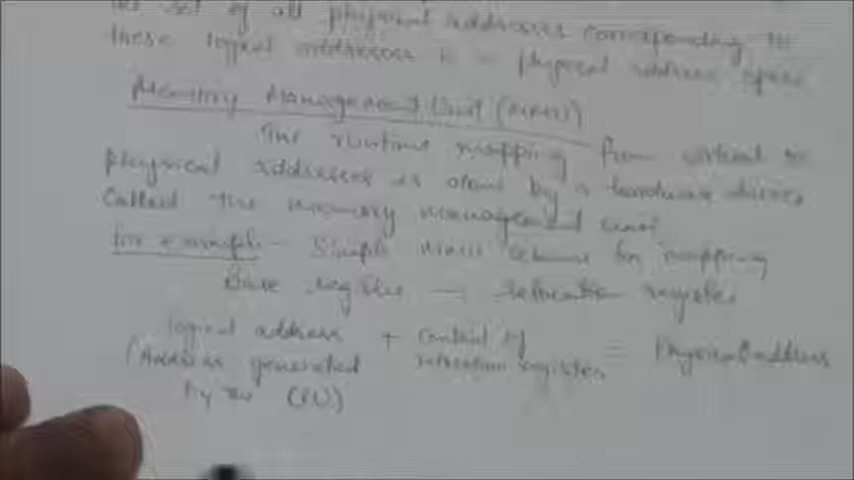 the set of all physical addresses corresponding to
these logical addresses is a physical address space
Memory Management Unit (MMU)
The runtime mapping from virtual to
physical addresses is done by a hardware device
called the memory management unit
for example - Simple MMU scheme for mapping
Base register → relocation register
logical address + content of = Physical address
(Address generated relocation register
by the CPU)